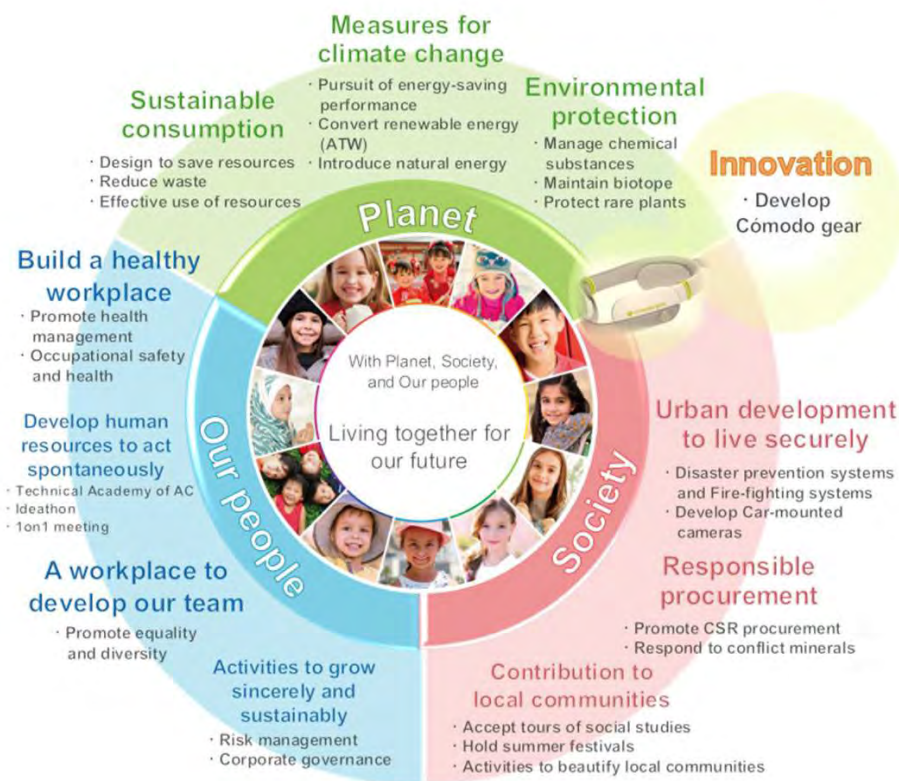 Measures for
climate change
· Pursuit of energy-saving
performance
· Convert renewable energy
(ATW)
· Introduce natural energy
Sustainable
consumption
· Design to save resources
· Reduce waste
· Effective use of resources
Environmental
protection
· Manage chemical
substances
· Maintain biotope
· Protect rare plants
Innovation
· Develop
Cómodo gear
Planet
Build a healthy
workplace
· Promote health
management
· Occupational safety
and health
With Planet, Society,
and Our people
Living together for
our future
Develop human
resources to act
spontaneously
· Technical Academy of AC
· Ideathon
· 1on1 meeting
Our people
Society
Urban development
to live securely
· Disaster prevention systems
and Fire-fighting systems
· Develop Car-mounted
cameras
A workplace to
develop our team
· Promote equality
and diversity
Responsible
procurement
· Promote CSR procurement
· Respond to conflict minerals
Activities to grow
sincerely and
sustainably
· Risk management
· Corporate governance
Contribution to
local communities
· Accept tours of social studies
· Hold summer festivals
· Activities to beautify local communities